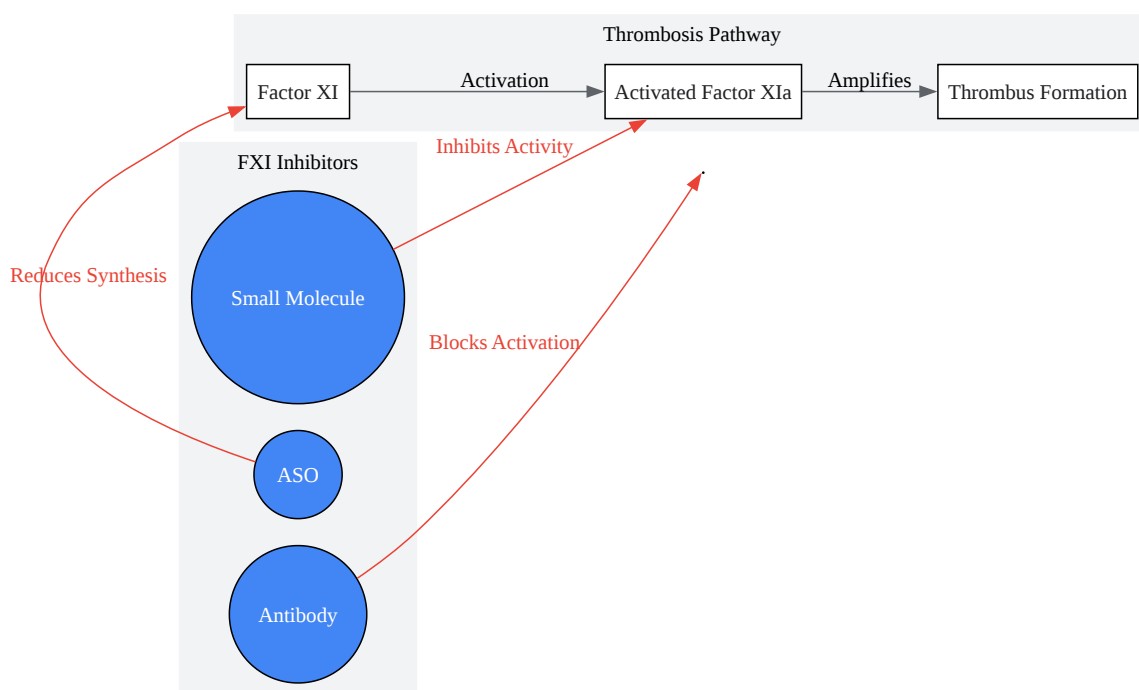 Thrombosis Pathway
Factor XI
Activation
Activated Factor XIa
Amplifies
Thrombus Formation
Inhibits Activity
FXI Inhibitors
.
Reduces Synthesis
Small Molecule
Blocks Activation
ASO
Antibody